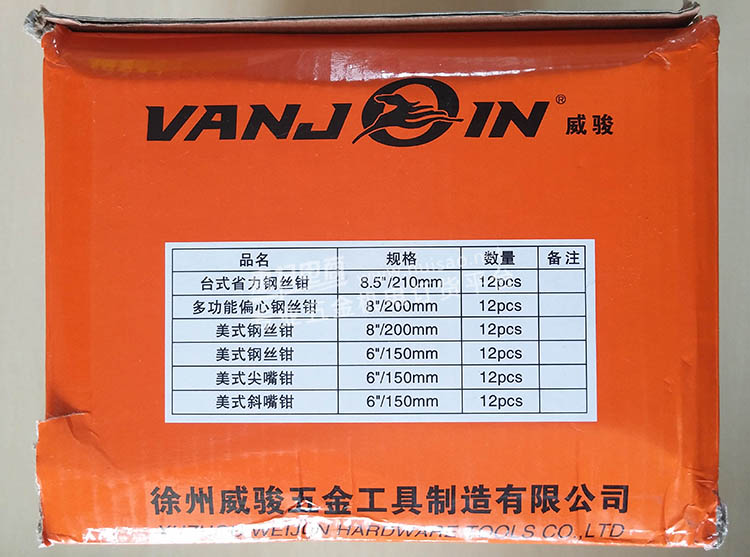 VANJOIN® 威骏
品名 规格 数量 备注
台式省力钢丝钳 8.5"/210mm 12pcs
多功能偏心钢丝钳 8"/200mm 12pcs
美式钢丝钳 8"/200mm 12pcs
美式钢丝钳 6"/150mm 12pcs
美式尖嘴钳 6"/150mm 12pcs
美式斜嘴钳 6"/150mm 12pcs
徐州威骏五金工具制造有限公司
XUZHOU WEIJUN HARDWARE TOOLS CO.,LTD